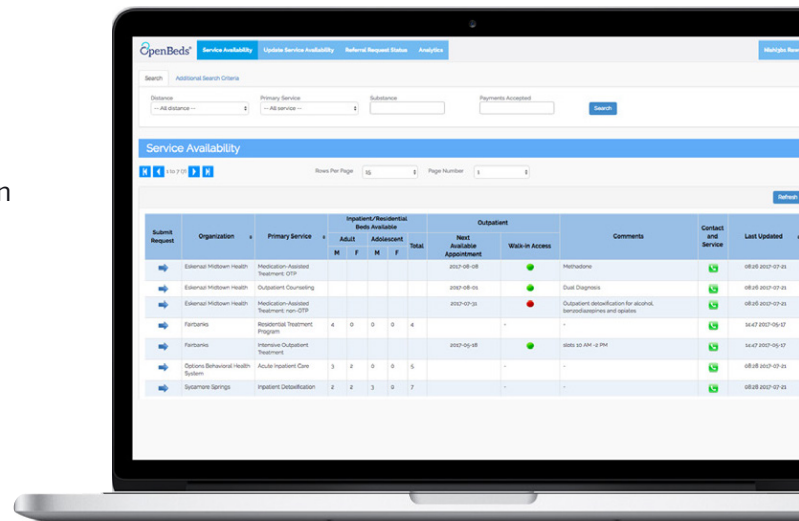 n
OpenBeds®
Service Availability Update Service Availability Referral Request Status Analytics
Search Additional Search Criteria
Distance Primary Service Substance Payments Accepted
-- All distance -- -- All service -- Search
Service Availability
1 to 7 (7) Rows Per Page 15 Page Number 1
Refresh
Submit Request Organization Primary Service Inpatient/Residential Beds Available Outpatient Comments Contact and Service Last Updated
Adult Adolescent Total Next Available Appointment Walk-in Access
M F M F
Eskenazi Midtown Health Medication-Assisted Treatment: OTP 2017-06-08 Methadone 08:26 2017-07-21
Eskenazi Midtown Health Outpatient Counseling 2017-08-01 Dual Diagnosis 08:26 2017-07-21
Eskenazi Midtown Health Medication-Assisted Treatment: non-OTP 2017-07-31 Outpatient detoxification for alcohol, benzodiazepines and opiates 08:26 2017-07-21
Fairbanks Residential Treatment Program 4 0 0 0 4 - - 14:47 2017-05-17
Fairbanks Intensive Outpatient Treatment 2017-05-18 slots 10 AM -2 PM 14:47 2017-05-17
Options Behavioral Health System Acute Inpatient Care 3 2 0 0 5 - - 08:28 2017-07-21
Sycamore Springs Inpatient Detoxification 2 2 3 0 7 - - 08:28 2017-07-21